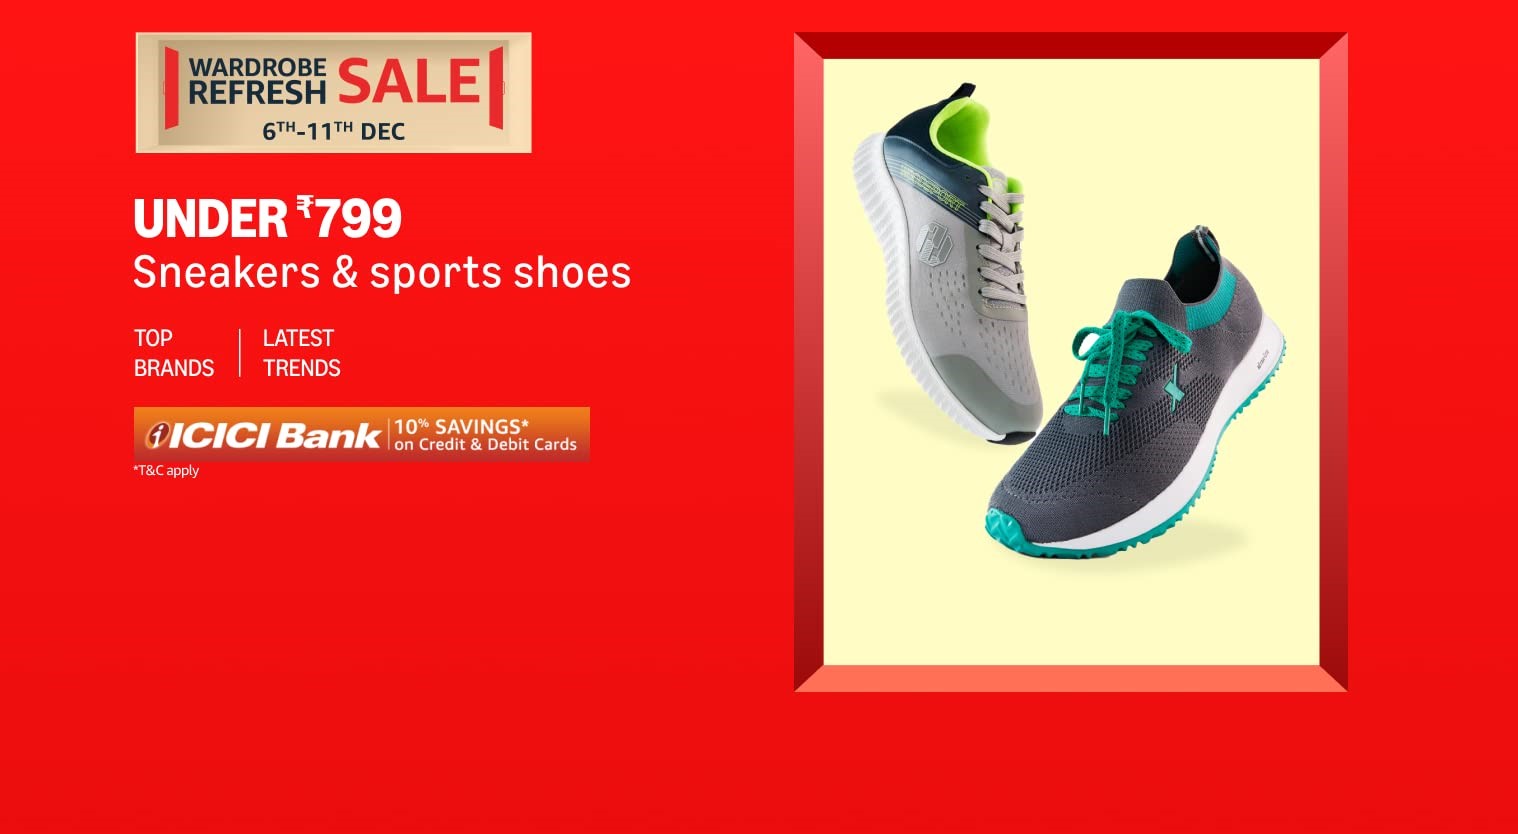 WARDROBE
REFRESH SALE
6TH-11TH DEC
UNDER ₹799
Sneakers & sports shoes
TOP
BRANDS
LATEST
TRENDS
ICICI Bank
10% SAVINGS*
on Credit & Debit Cards
*T&C apply